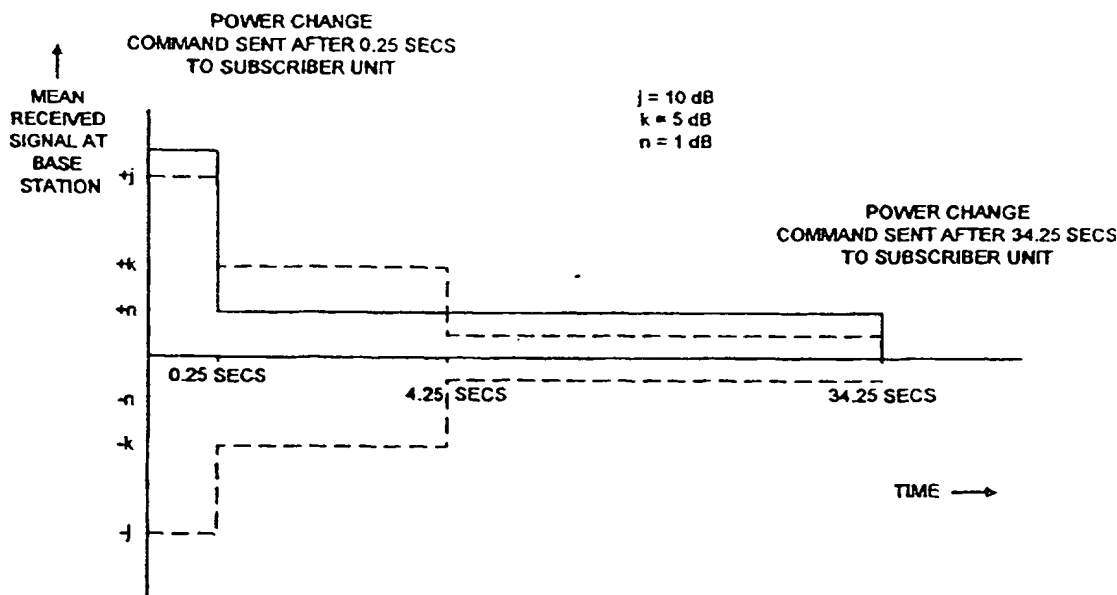 POWER CHANGE
COMMAND SENT AFTER 0.25 SECS
TO SUBSCRIBER UNIT
MEAN
RECEIVED
SIGNAL AT
BASE
STATION
j = 10 dB
k = 5 dB
n = 1 dB
+j
POWER CHANGE
COMMAND SENT AFTER 34.25 SECS
TO SUBSCRIBER UNIT
+k
+n
0.25 SECS
4.25 SECS
34.25 SECS
-n
-k
TIME
-j